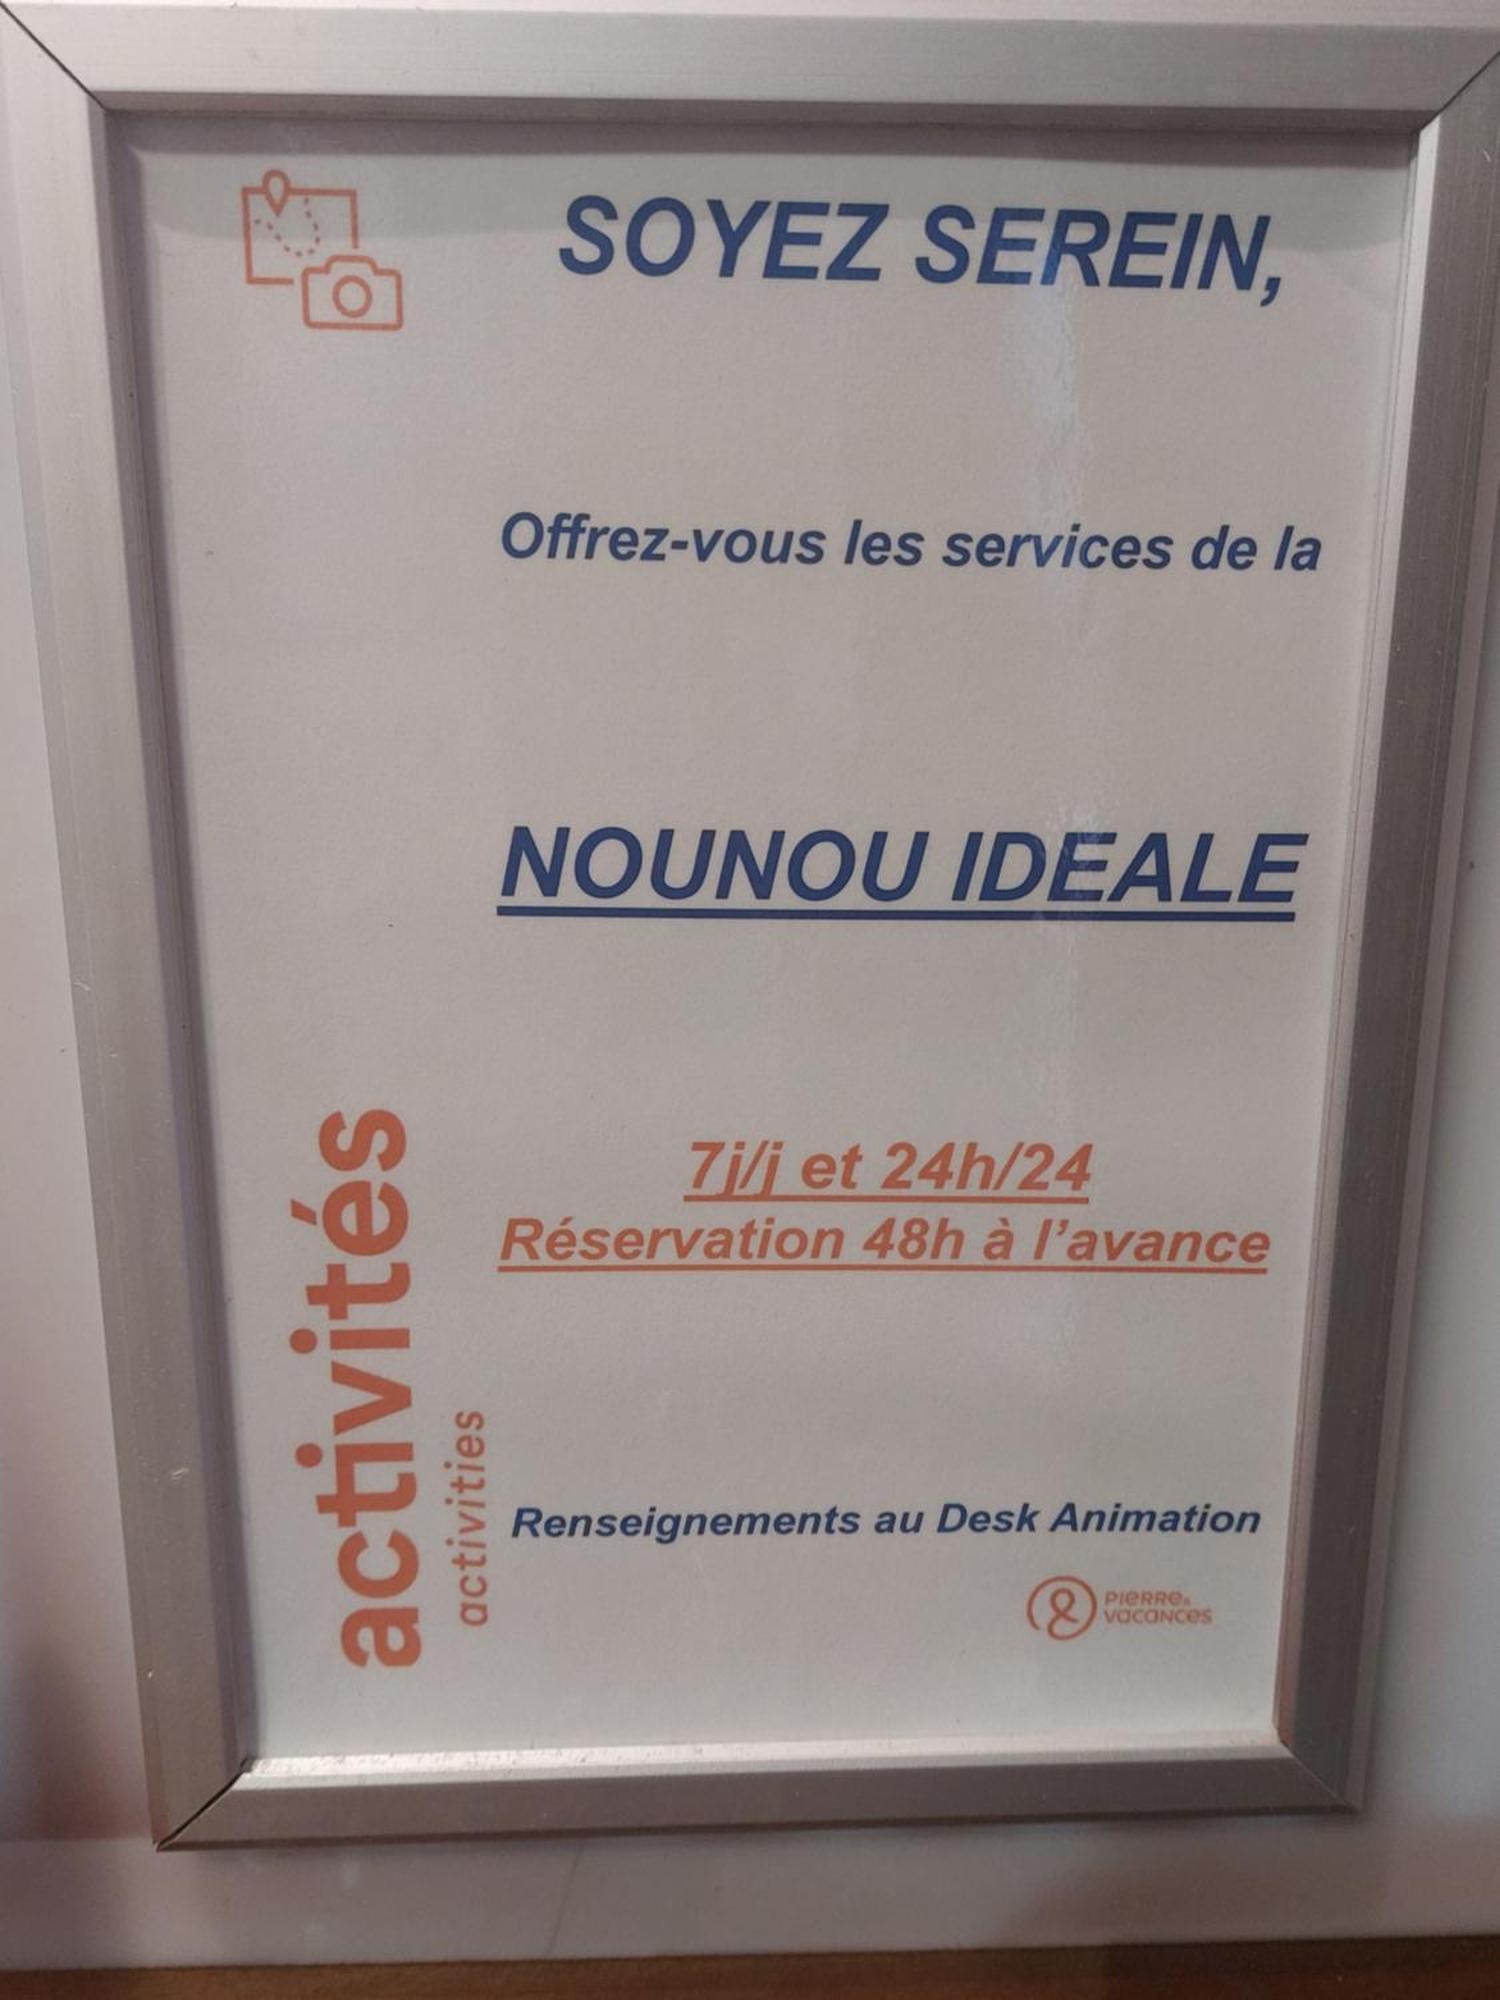 SOYEZ SEREIN,
Offrez-vous les services de la
NOUNOU IDEALE
7j/j et 24h/24
Réservation 48h à l'avance
activités
activities
Renseignements au Desk Animation
PIERRE &
VACANCES